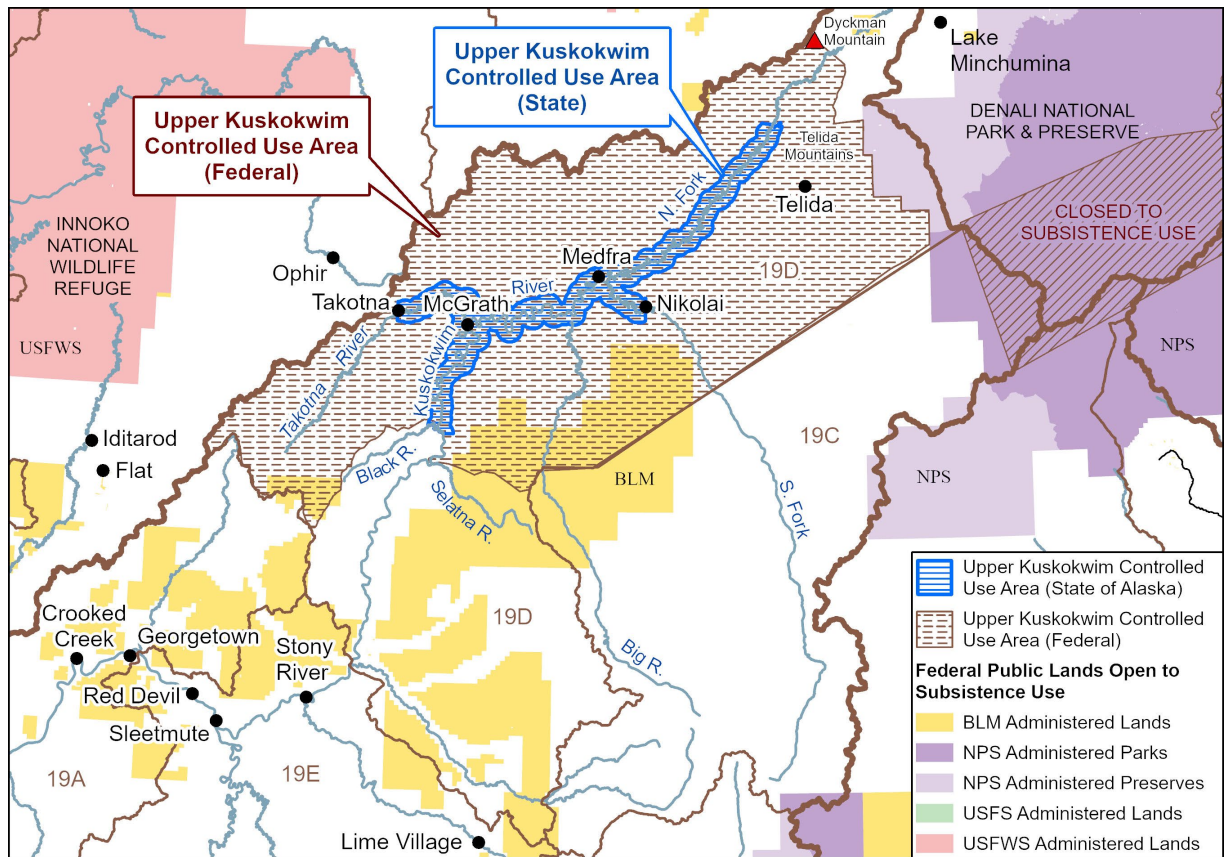 Dyckman
Mountain
Lake
Minchumina
Upper Kuskokwim
Controlled Use Area
(State)
Upper Kuskokwim
Controlled Use Area
(Federal)
DENALI NATIONAL
PARK & PRESERVE
Telida
Mountains
Telida
N. Fork
CLOSED TO
SUBSISTENCE USE
INNOKO
NATIONAL
WILDLIFE
REFUGE
Ophir
Medfra
19D
Takotna
McGrath
River
Nikolai
USFWS
NPS
Takotna River
Kuskokwim
Iditarod
Flat
19C
Black R.
BLM
NPS
Selatna R.
S. Fork
Crooked
Creek
Georgetown
Stony
River
19D
Red Devil
Sleetmute
Big R.
19A
19E
Lime Village
Upper Kuskokwim Controlled
Use Area (State of Alaska)
Upper Kuskokwim Controlled
Use Area (Federal)
Federal Public Lands Open to
Subsistence Use
BLM Administered Lands
NPS Administered Parks
NPS Administered Preserves
USFS Administered Lands
USFWS Administered Lands